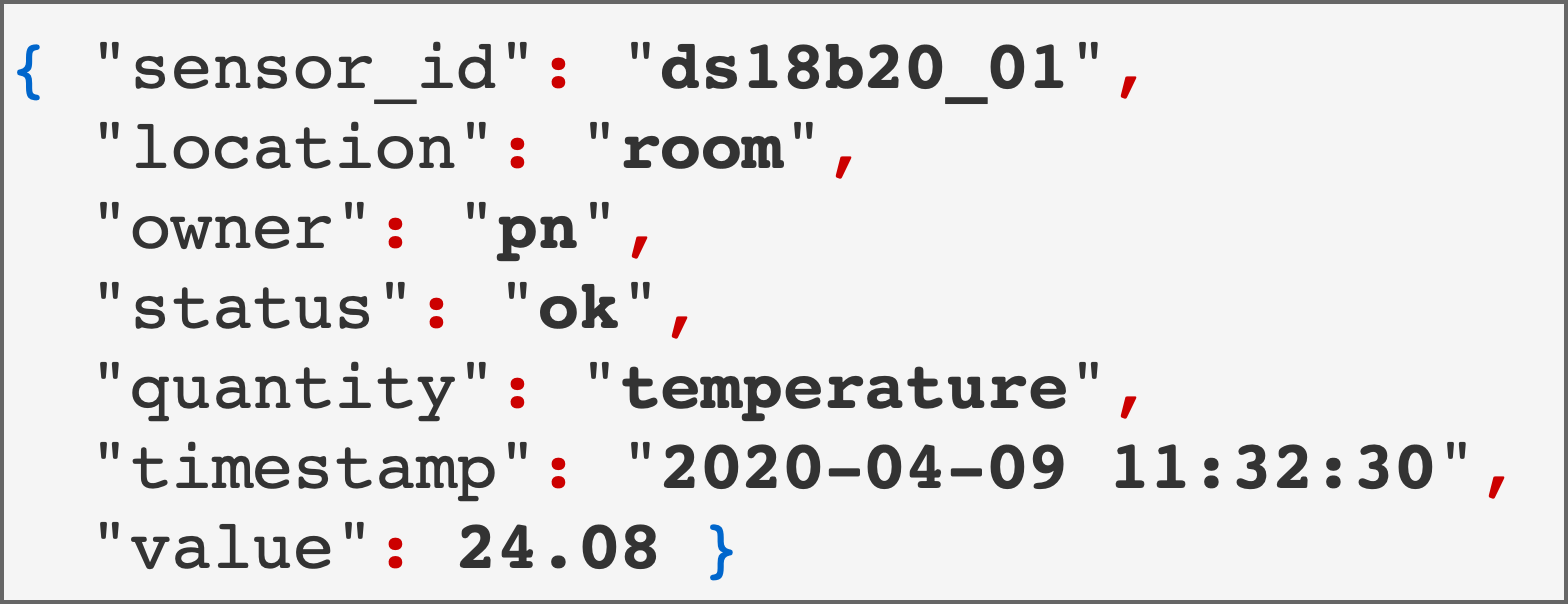 { "sensor_id": "ds18b20_01",
"location": "room",
"owner": "pn",
"status": "ok",
"quantity": "temperature",
"timestamp": "2020-04-09 11:32:30",
"value": 24.08 }